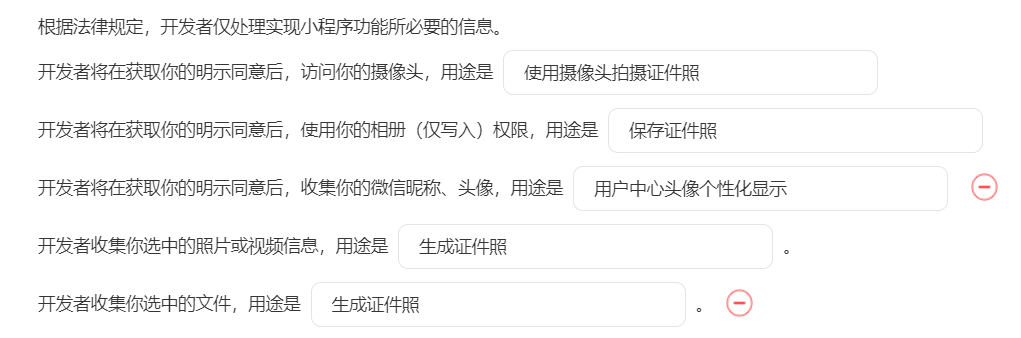 根据法律规定，开发者仅处理实现小程序功能所必要的信息。
开发者将在获取你的明示同意后，访问你的摄像头，用途是 使用摄像头拍摄证件照
开发者将在获取你的明示同意后，使用你的相册（仅写入）权限，用途是 保存证件照
开发者将在获取你的明示同意后，收集你的微信昵称、头像，用途是 用户中心头像个性化显示
开发者收集你选中的照片或视频信息，用途是 生成证件照 。
开发者收集你选中的文件，用途是 生成证件照 。